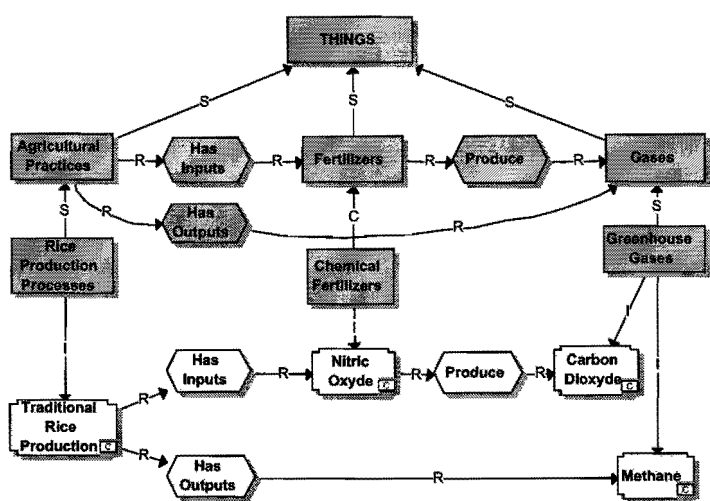 THINGS
S
S
S
Agricultural
Practices
R
Has
Inputs
R
Fertilizers
R
Produce
R
Gases
S
R
Has
Outputs
C
R
S
Rice
Production
Processes
Chemical
Fertilizers
Greenhouse
Gases
I
I
I
I
Has
Inputs
R
R
Nitric
Oxyde
C
R
Produce
R
Carbon
Dioxyde
C
Traditional
Rice
Production
C
R
Has
Outputs
R
Methane
C